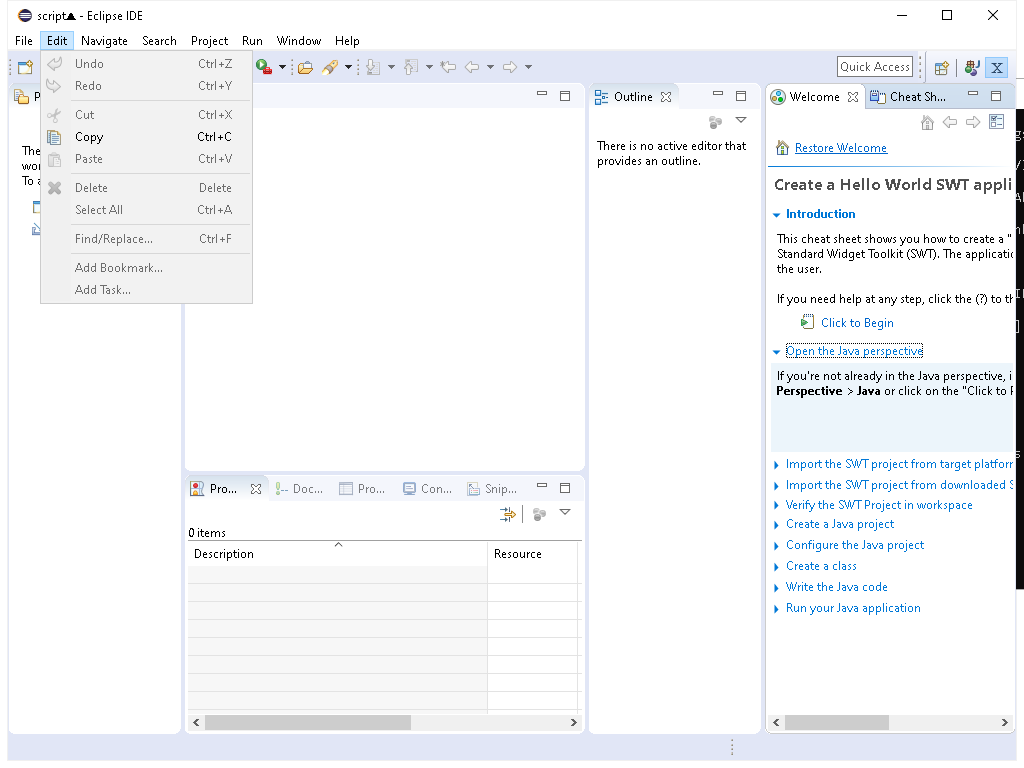 script▲ - Eclipse IDE
File Edit Navigate Search Project Run Window Help
Undo Ctrl+Z
Redo Ctrl+Y
Cut Ctrl+X
Copy Ctrl+C
Paste Ctrl+V
Delete Delete
Select All Ctrl+A
Find/Replace... Ctrl+F
Add Bookmark...
Add Task...
Quick Access
P
The
wor
To a
Outline
There is no active editor that
provides an outline.
Welcome Cheat Sh...
Restore Welcome
Create a Hello World SWT appli
Introduction
This cheat sheet shows you how to create a "
Standard Widget Toolkit (SWT). The applicatio
the user.
If you need help at any step, click the (?) to th
Click to Begin
Open the Java perspective
If you're not already in the Java perspective, i
Perspective > Java or click on the "Click to P
Import the SWT project from target platform
Import the SWT project from downloaded S
Verify the SWT Project in workspace
Create a Java project
Configure the Java project
Create a class
Write the Java code
Run your Java application
Pro... Doc... Pro... Con... Snip...
0 items
Description Resource